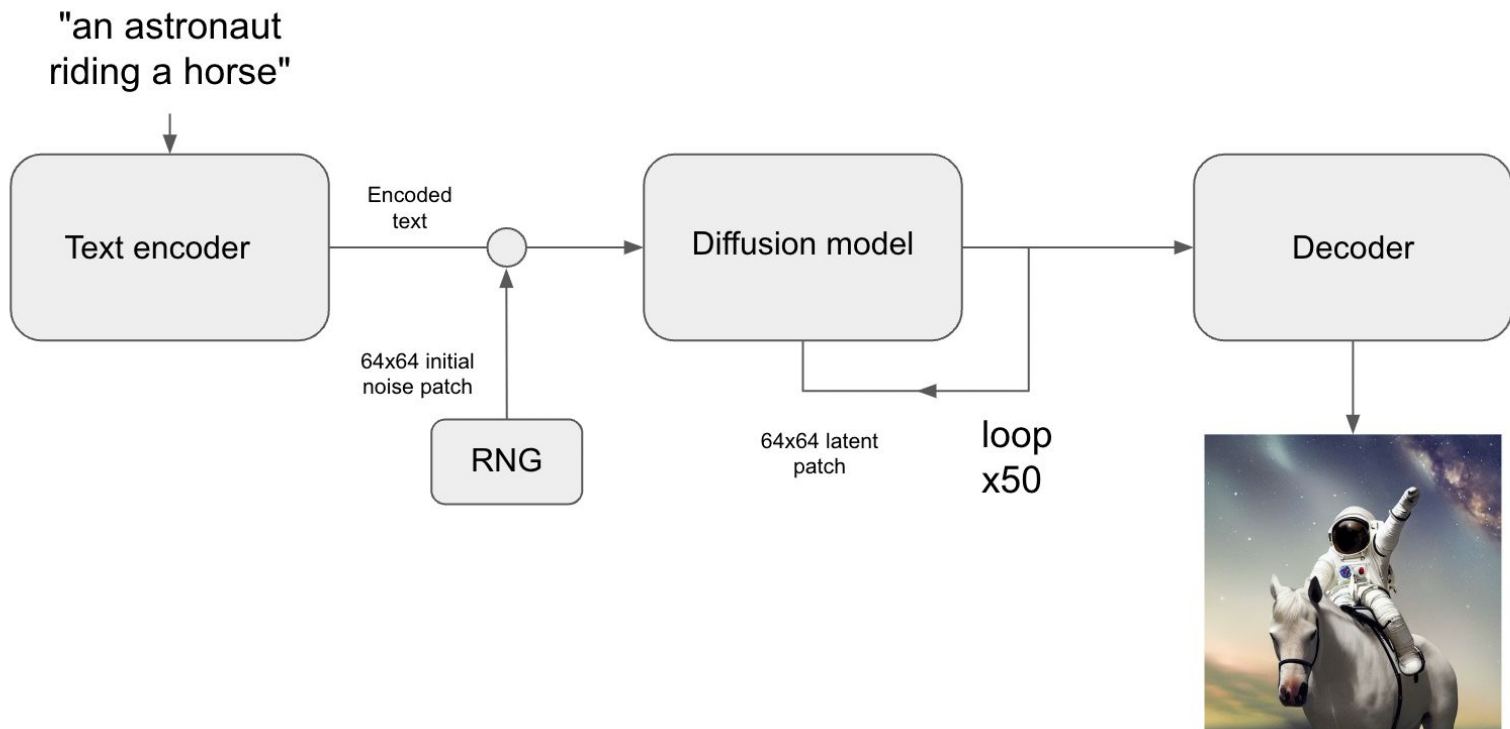 "an astronaut
riding a horse"
Text encoder
Encoded
text
64x64 initial
noise patch
RNG
Diffusion model
64x64 latent
patch
loop
x50
Decoder